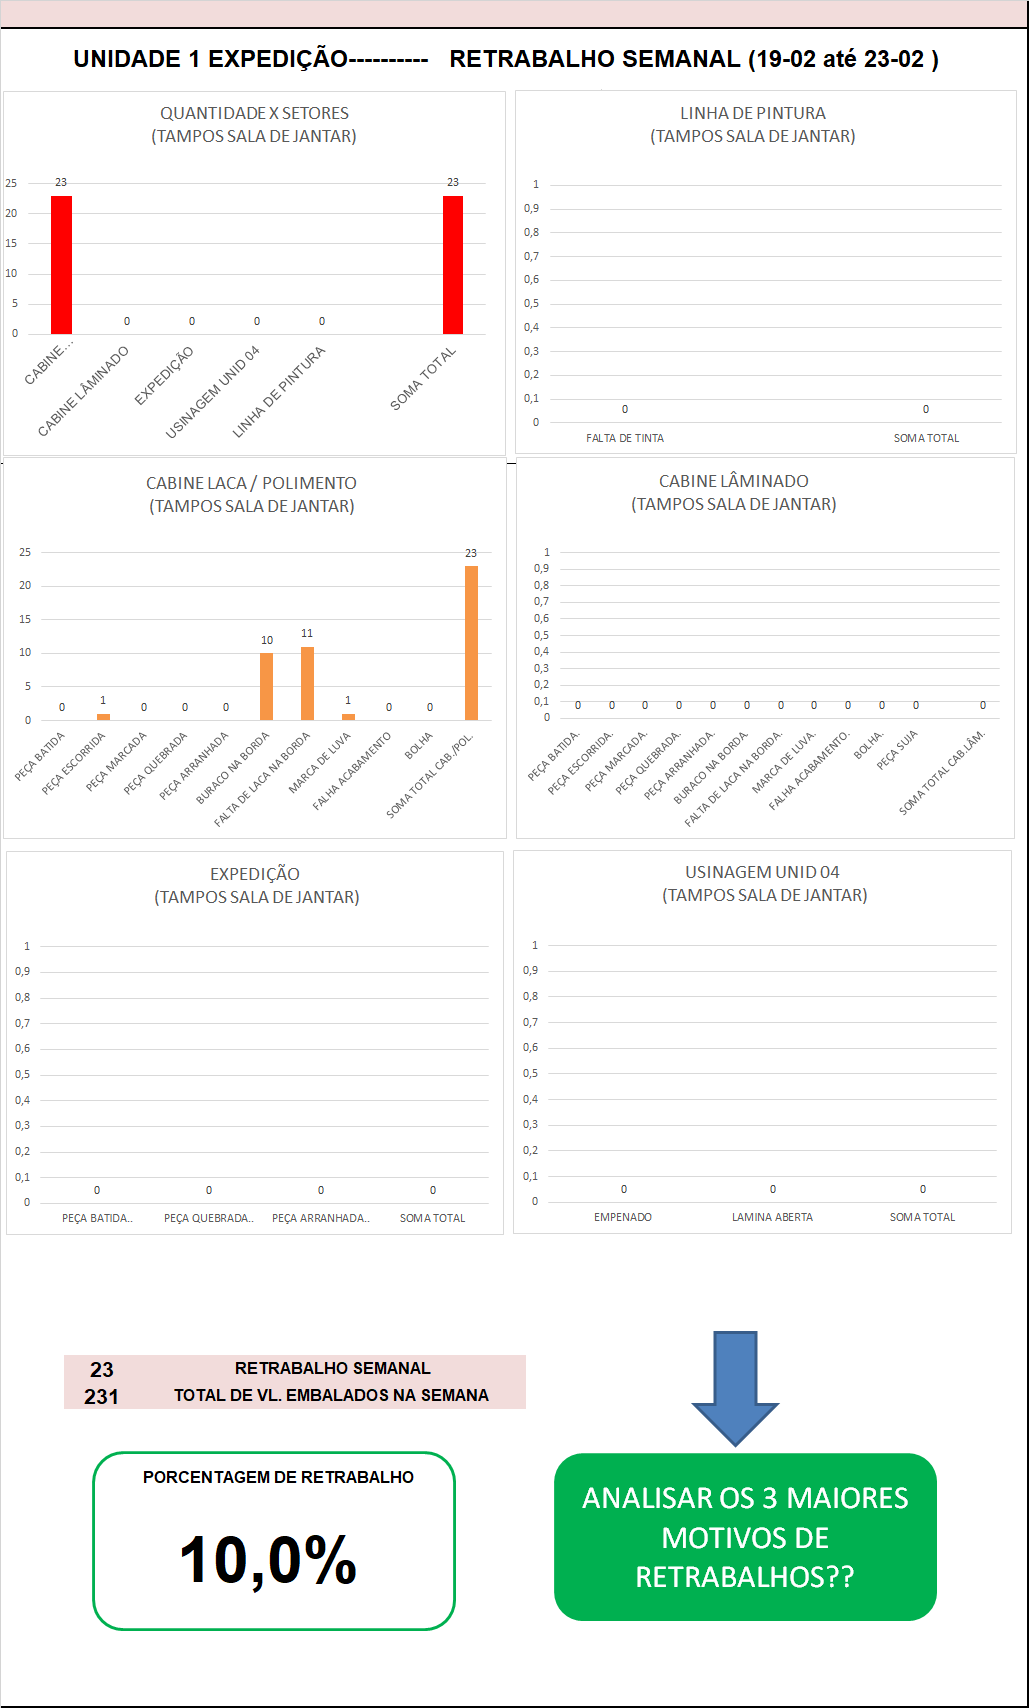 UNIDADE 1 EXPEDIÇÃO---------- RETRABALHO SEMANAL (19-02 até 23-02 )
QUANTIDADE X SETORES
(TAMPOS SALA DE JANTAR)
25
20
15
10
5
0
23
0
0
0
0
23
CABINE...
CABINE LÂMINADO
EXPEDIÇÃO
USINAGEM UNID 04
LINHA DE PINTURA
SOMA TOTAL
LINHA DE PINTURA
(TAMPOS SALA DE JANTAR)
1
0,9
0,8
0,7
0,6
0,5
0,4
0,3
0,2
0,1
0
0
0
FALTA DE TINTA
SOMA TOTAL
CABINE LACA / POLIMENTO
(TAMPOS SALA DE JANTAR)
25
20
15
10
5
0
0
1
0
0
0
10
11
1
0
0
23
PEÇA BATIDA
PEÇA ESCORRIDA
PEÇA MARCADA
PEÇA QUEBRADA
PEÇA ARRANHADA
BURACO NA BORDA
FALTA DE LACA NA BORDA
MARCA DE LUVA
FALHA ACABAMENTO
BOLHA
SOMA TOTAL CAB./POL.
CABINE LÂMINADO
(TAMPOS SALA DE JANTAR)
1
0,9
0,8
0,7
0,6
0,5
0,4
0,3
0,2
0,1
0
0
0
0
0
0
0
0
0
0
0
0
0
PEÇA BATIDA.
PEÇA ESCORRIDA.
PEÇA MARCADA.
PEÇA QUEBRADA.
PEÇA ARRANHADA.
BURACO NA BORDA.
FALTA DE LACA NA BORDA.
MARCA DE LUVA.
FALHA ACABAMENTO.
BOLHA.
PEÇA SUJA
SOMA TOTAL CAB.LÂM.
EXPEDIÇÃO
(TAMPOS SALA DE JANTAR)
1
0,9
0,8
0,7
0,6
0,5
0,4
0,3
0,2
0,1
0
0
0
0
0
PEÇA BATIDA..
PEÇA QUEBRADA..
PEÇA ARRANHADA..
SOMA TOTAL
USINAGEM UNID 04
(TAMPOS SALA DE JANTAR)
1
0,9
0,8
0,7
0,6
0,5
0,4
0,3
0,2
0,1
0
0
0
0
EMPENADO
LAMINA ABERTA
SOMA TOTAL
23 RETRABALHO SEMANAL
231 TOTAL DE VL. EMBALADOS NA SEMANA
PORCENTAGEM DE RETRABALHO
10,0%
ANALISAR OS 3 MAIORES
MOTIVOS DE
RETRABALHOS??